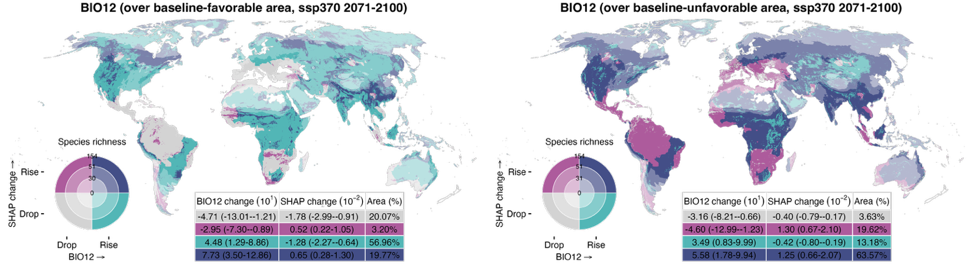 BIO12 (over baseline-favorable area, ssp370 2071-2100)
Species richness
154
51
31
0
SHAP change →
Rise
Drop
Drop
Rise
BIO12 →
BIO12 change (10¹) SHAP change (10⁻²) Area (%)
-4.71 (-13.01--1.21) -1.78 (-2.99--0.91) 20.07%
-2.95 (-7.30--0.89) 0.52 (0.22-1.05) 3.20%
4.48 (1.29-8.86) -1.28 (-2.27--0.64) 56.96%
7.73 (3.50-12.86) 0.65 (0.28-1.30) 19.77%
BIO12 (over baseline-unfavorable area, ssp370 2071-2100)
Species richness
154
51
31
0
SHAP change →
Rise
Drop
Drop
Rise
BIO12 →
BIO12 change (10¹) SHAP change (10⁻²) Area (%)
-3.16 (-8.21--0.66) -0.40 (-0.79--0.17) 3.63%
-4.60 (-12.99--1.23) 1.30 (0.67-2.10) 19.62%
3.49 (0.83-9.99) -0.42 (-0.80--0.19) 13.18%
5.58 (1.78-9.94) 1.25 (0.66-2.07) 63.57%